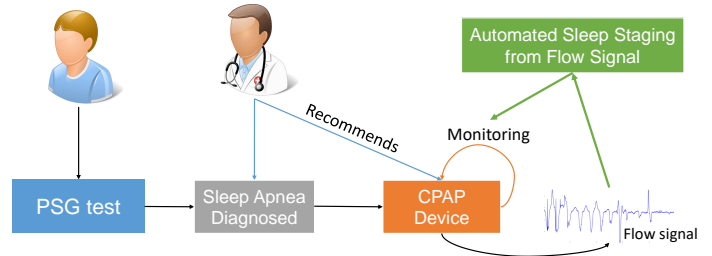 Automated Sleep Staging
from Flow Signal
Recommends
Monitoring
PSG test
Sleep Apnea
Diagnosed
CPAP
Device
Flow signal